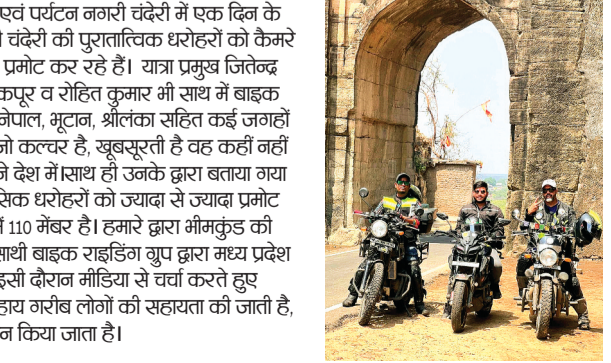 एवं पर्यटन नगरी चंदेरी में एक दिन के
चंदेरी की पुरातात्विक धरोहरों को कैमरे
प्रमोट कर रहे हैं। यात्रा प्रमुख जितेन्द्र
कपूर व रोहित कुमार भी साथ में बाइक
नेपाल, भूटान, श्रीलंका सहित कई जगहों
जो कल्चर है, खूबसूरती है वह कहीं नहीं
ने देश में।साथ ही उनके द्वारा बताया गया
सिक धरोहरों को ज्यादा से ज्यादा प्रमोट
में 110 मेंबर है। हमारे द्वारा भीमकुंड की
साथी बाइक राइडिंग ग्रुप द्वारा मध्य प्रदेश
इसी दौरान मीडिया से चर्चा करते हुए
हाय गरीब लोगों की सहायता की जाती है,
न किया जाता है।